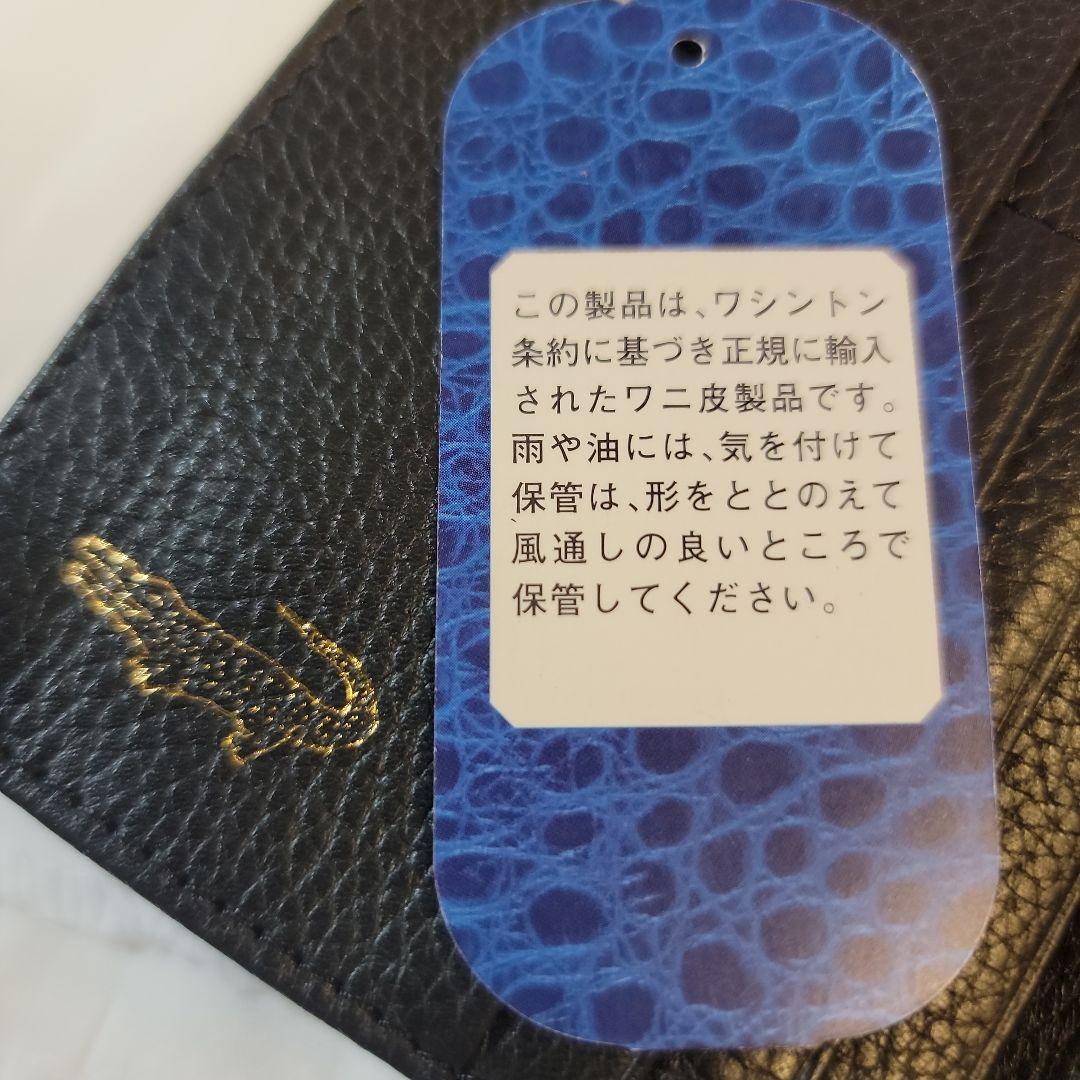 この製品は、ワシントン
条約に基づき正規に輸入
されたワニ皮製品です。
雨や油には、気を付けて
保管は、形をととのえて
風通しの良いところで
保管してください。